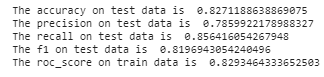 The accuracy on test data is  0.8271188638869075
The precision on test data is  0.7859922178988327
The recall on test data is  0.856416054267948
The f1 on test data is  0.8196943054240496
The roc_score on train data is  0.8293464333652503